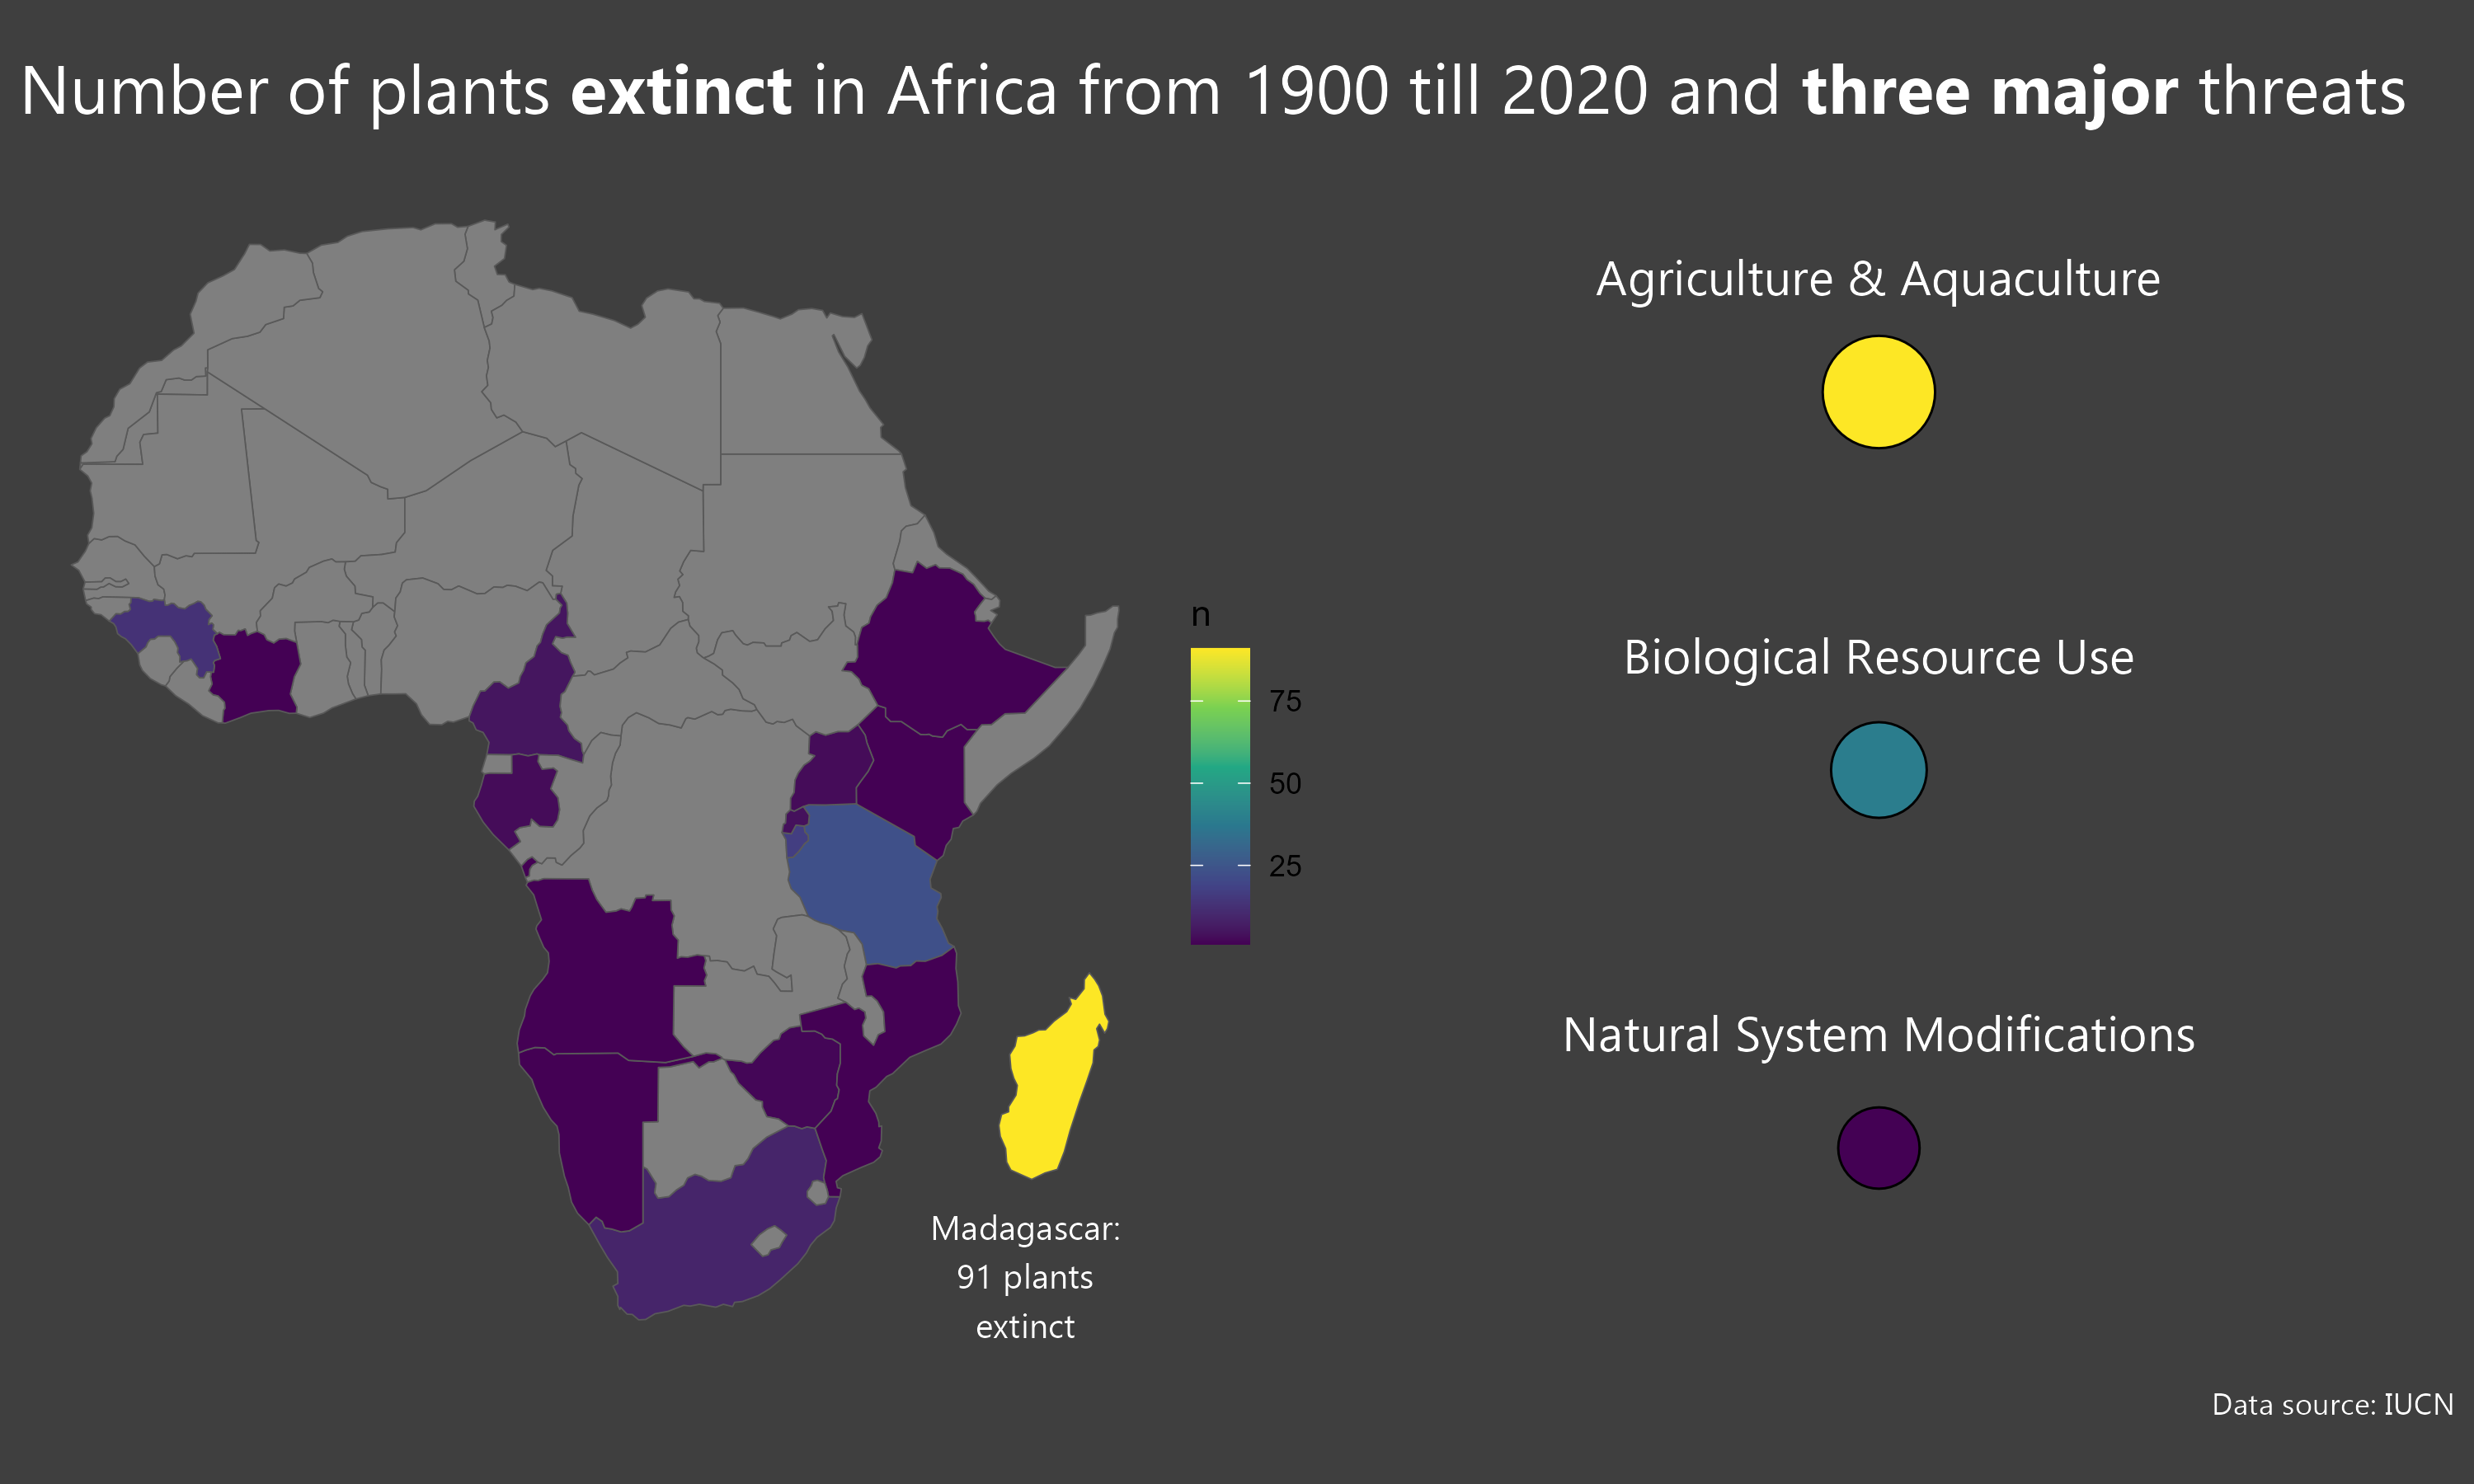 Number of plants extinct in Africa from 1900 till 2020 and three major threats
Agriculture & Aquaculture
Biological Resource Use
Natural System Modifications
n
75
50
25
Madagascar:
91 plants
extinct
Data source: IUCN